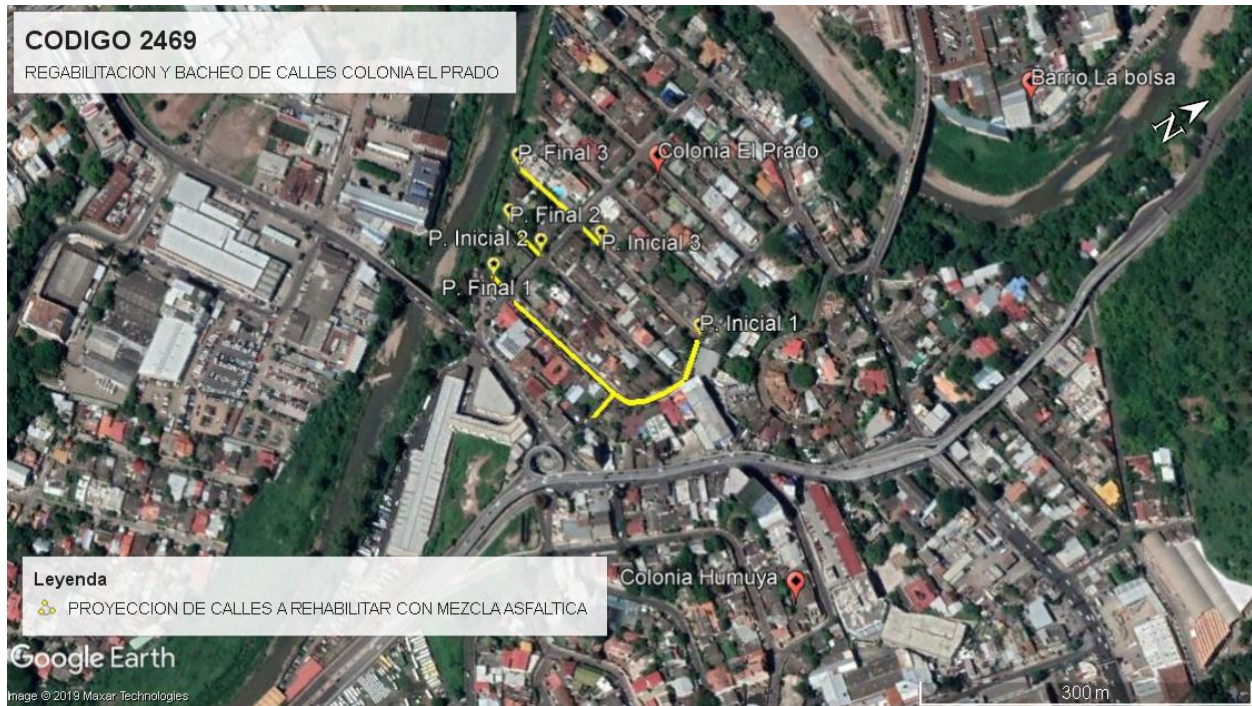 CODIGO 2469
REGABILITACION Y BACHEO DE CALLES COLONIA EL PRADO
Barrio La bolsa
N
P. Final 3
Colonia El Prado
P. Final 2
P. Inicial 2
P. Inicial 3
P. Final 1
P. Inicial 1
Colonia Humuya
Leyenda
PROYECCION DE CALLES A REHABILITAR CON MEZCLA ASFALTICA
Google Earth
Image © 2019 Maxar Technologies
300 m